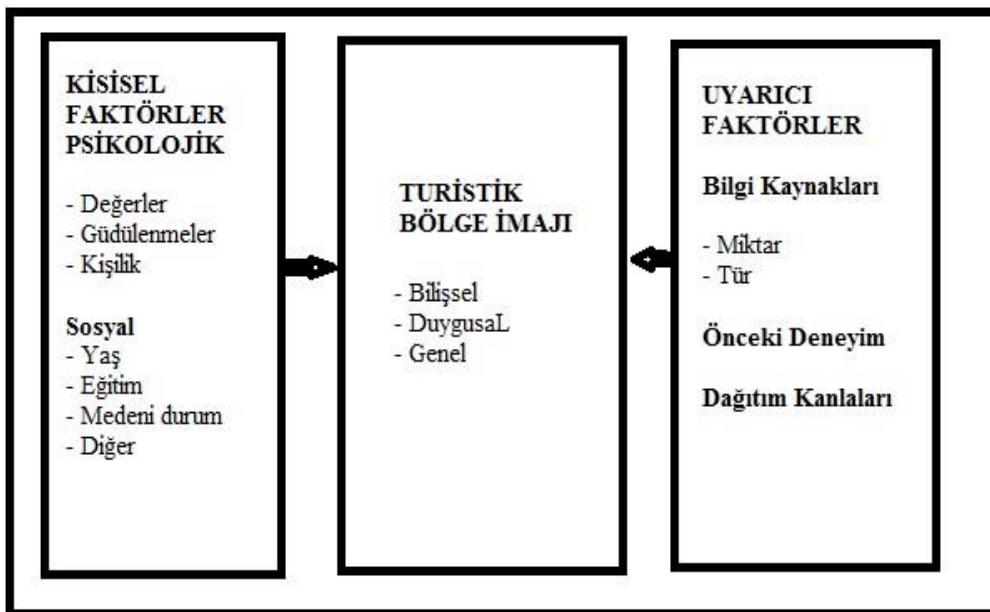 KİSİSEL
FAKTÖRLER
PSİKOLOJİK
- Değerler
- Güdülenmeler
- Kişilik
Sosyal
- Yaş
- Eğitim
- Medeni durum
- Diğer
TURİSTİK
BÖLGE İMAJI
- Bilişsel
- DuygusaL
- Genel
UYARICI
FAKTÖRLER
Bilgi Kaynakları
- Miktar
- Tür
Önceki Deneyim
Dağıtım Kanlaları